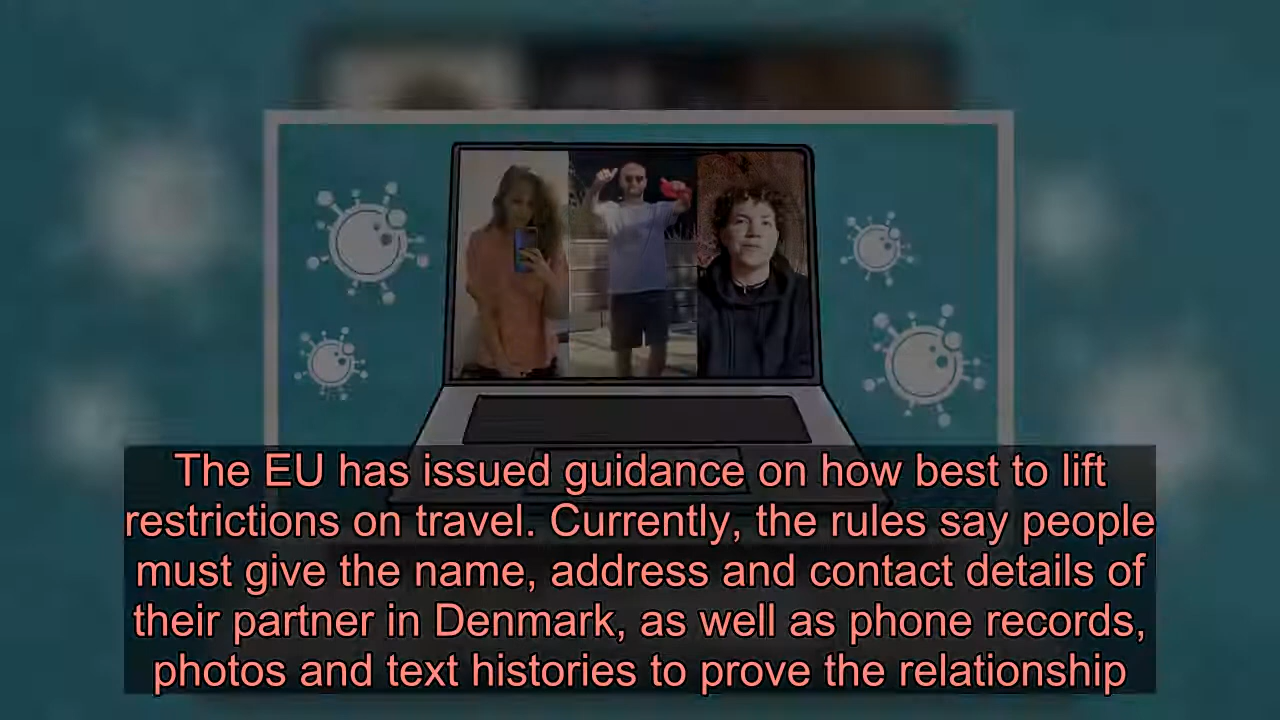 The EU has issued guidance on how best to lift
restrictions on travel. Currently, the rules say people
must give the name, address and contact details of
their partner in Denmark, as well as phone records,
photos and text histories to prove the relationship